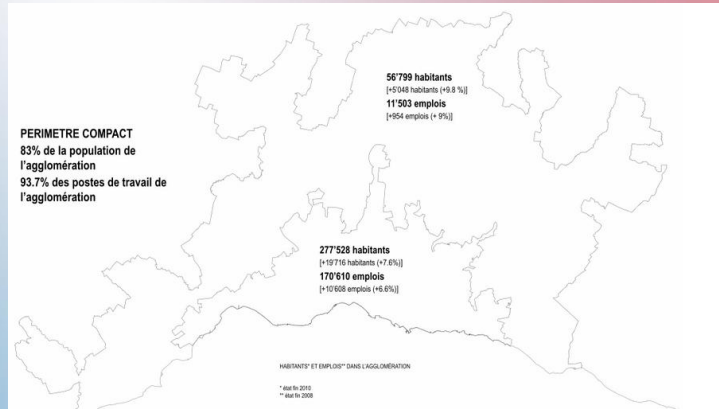 56'799 habitants
[+5'048 habitants (+9.8 %)]
11'503 emplois
[+954 emplois (+ 9%)]
PERIMETRE COMPACT
83% de la population de
l'agglomération
93.7% des postes de travail de
l'agglomération
277'528 habitants
[+19'716 habitants (+7.6%)]
170'610 emplois
[+10'608 emplois (+6.6%)]
HABITANTS* ET EMPLOIS** DANS L'AGGLOMÉRATION
* état fin 2010
** état fin 2008